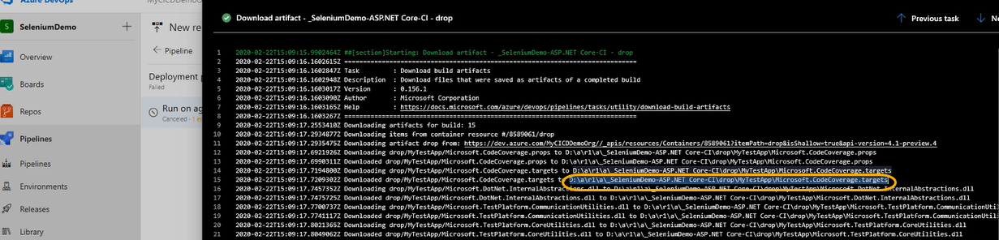 Azure DevOps
MyCICDDemoO
SeleniumDemo
Overview
Boards
Repos
Pipelines
Pipelines
Environments
Releases
Library
New re
Pipeline
Deployment p
Failed
Run on ag
Canceled
Download artifact - _SeleniumDemo-ASP.NET Core-CI - drop
Previous task
Ne
1 2020-02-22T15:09:15.9902464Z ##[section]Starting: Download artifact - _SeleniumDemo-ASP.NET Core-CI - drop
2 2020-02-22T15:09:16.1602615Z ==============================================================================
3 2020-02-22T15:09:16.1602847Z Task : Download build artifacts
4 2020-02-22T15:09:16.1602948Z Description : Download files that were saved as artifacts of a completed build
5 2020-02-22T15:09:16.1603017Z Version : 0.156.1
6 2020-02-22T15:09:16.1603090Z Author : Microsoft Corporation
7 2020-02-22T15:09:16.1603165Z Help : https://docs.microsoft.com/azure/devops/pipelines/tasks/utility/download-build-artifacts
8 2020-02-22T15:09:16.1603267Z ==============================================================================
9 2020-02-22T15:09:17.2553410Z Downloading artifacts for build: 15
10 2020-02-22T15:09:17.2934877Z Downloading items from container resource #/8589061/drop
11 2020-02-22T15:09:17.2935475Z Downloading artifact drop from: https://dev.azure.com/MyCICDDemoOrg//_apis/resources/Containers/8589061?itemPath=drop&isShallow=true&api-version=4.1-preview.4
12 2020-02-22T15:09:17.6921926Z Downloading drop/MyTestApp/Microsoft.CodeCoverage.props to D:\a\r1\a\_SeleniumDemo-ASP.NET Core-CI\drop\MyTestApp\Microsoft.CodeCoverage.props
13 2020-02-22T15:09:17.6990311Z Downloaded drop/MyTestApp/Microsoft.CodeCoverage.props to D:\a\r1\a\_SeleniumDemo-ASP.NET Core-CI\drop\MyTestApp\Microsoft.CodeCoverage.props
14 2020-02-22T15:09:17.7194800Z Downloading drop/MyTestApp/Microsoft.CodeCoverage.targets to D:\a\r1\a\_SeleniumDemo-ASP.NET Core-CI\drop\MyTestApp\Microsoft.CodeCoverage.targets
15 2020-02-22T15:09:17.7209302Z Downloaded drop/MyTestApp/Microsoft.CodeCoverage.targets to D:\a\r1\a\_SeleniumDemo-ASP.NET Core-CI\drop\MyTestApp\Microsoft.CodeCoverage.targets
16 2020-02-22T15:09:17.7457352Z Downloading drop/MyTestApp/Microsoft.DotNet.InternalAbstractions.dll to D:\a\r1\a\_SeleniumDemo-ASP.NET Core-CI\drop\MyTestApp\Microsoft.DotNet.InternalAbstractions.dll
17 2020-02-22T15:09:17.7475725Z Downloaded drop/MyTestApp/Microsoft.DotNet.InternalAbstractions.dll to D:\a\r1\a\_SeleniumDemo-ASP.NET Core-CI\drop\MyTestApp\Microsoft.DotNet.InternalAbstractions.dll
18 2020-02-22T15:09:17.7700737Z Downloading drop/MyTestApp/Microsoft.TestPlatform.CommunicationUtilities.dll to D:\a\r1\a\_SeleniumDemo-ASP.NET Core-CI\drop\MyTestApp\Microsoft.TestPlatform.CommunicationUtil
19 2020-02-22T15:09:17.7741117Z Downloaded drop/MyTestApp/Microsoft.TestPlatform.CommunicationUtilities.dll to D:\a\r1\a\_SeleniumDemo-ASP.NET Core-CI\drop\MyTestApp\Microsoft.TestPlatform.CommunicationUtili
20 2020-02-22T15:09:17.8021365Z Downloading drop/MyTestApp/Microsoft.TestPlatform.CoreUtilities.dll to D:\a\r1\a\_SeleniumDemo-ASP.NET Core-CI\drop\MyTestApp\Microsoft.TestPlatform.CoreUtilities.dll
21 2020-02-22T15:09:17.8049062Z Downloaded drop/MyTestApp/Microsoft.TestPlatform.CoreUtilities.dll to D:\a\r1\a\_SeleniumDemo-ASP.NET Core-CI\drop\MyTestApp\Microsoft.TestPlatform.CoreUtilities.dll